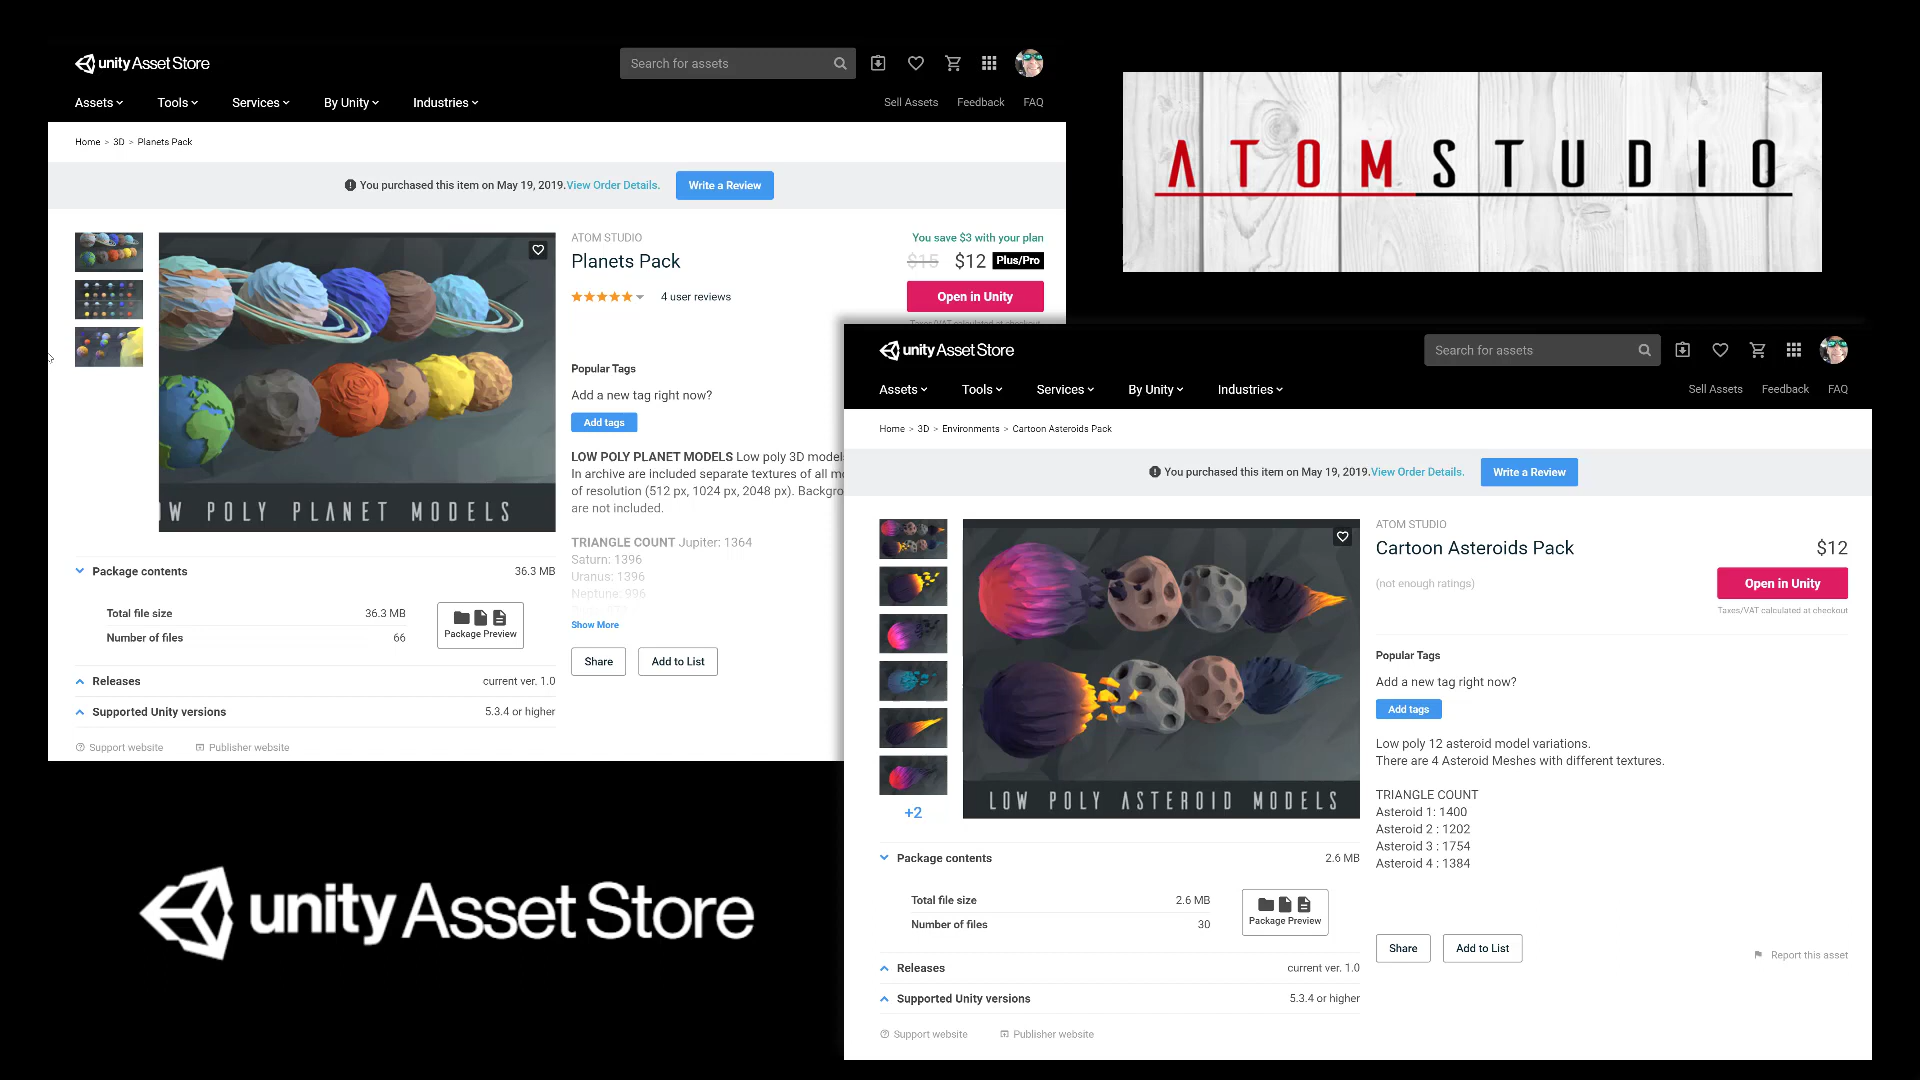 unity Asset Store
Search for assets
Assets Tools Services By Unity Industries
Sell Assets Feedback FAQ
Home > 3D > Planets Pack
You purchased this item on May 19, 2019.View Order Details. Write a Review
ATOM STUDIO
Planets Pack
4 user reviews
You save $3 with your plan
$15 $12 Plus/Pro
Open in Unity
Taxes/VAT calculated at checkout
Popular Tags
Add a new tag right now?
Add tags
LOW POLY PLANET MODELS Low poly 3D model
In archive are included separate textures of all m
of resolution (512 px, 1024 px, 2048 px). Backgro
are not included.
TRIANGLE COUNT Jupiter: 1364
Saturn: 1396
Uranus: 1396
Neptune: 996
Show More
Share Add to List
OW POLY PLANET MODELS
Package contents 36.3 MB
Total file size 36.3 MB
Number of files 66
Package Preview
Releases current ver. 1.0
Supported Unity versions 5.3.4 or higher
Support website Publisher website
ATOMSTUDIO
unity Asset Store
Search for assets
Assets Tools Services By Unity Industries
Sell Assets Feedback FAQ
Home > 3D > Environments > Cartoon Asteroids Pack
You purchased this item on May 19, 2019.View Order Details. Write a Review
ATOM STUDIO
Cartoon Asteroids Pack
$12
(not enough ratings)
Open in Unity
Taxes/VAT calculated at checkout
Popular Tags
Add a new tag right now?
Add tags
Low poly 12 asteroid model variations.
There are 4 Asteroid Meshes with different textures.
TRIANGLE COUNT
Asteroid 1: 1400
Asteroid 2 : 1202
Asteroid 3 : 1754
Asteroid 4 : 1384
Share Add to List
Report this asset
LOW POLY ASTEROID MODELS
+2
Package contents 2.6 MB
Total file size 2.6 MB
Number of files 30
Package Preview
Releases current ver. 1.0
Supported Unity versions 5.3.4 or higher
Support website Publisher website
unity Asset Store